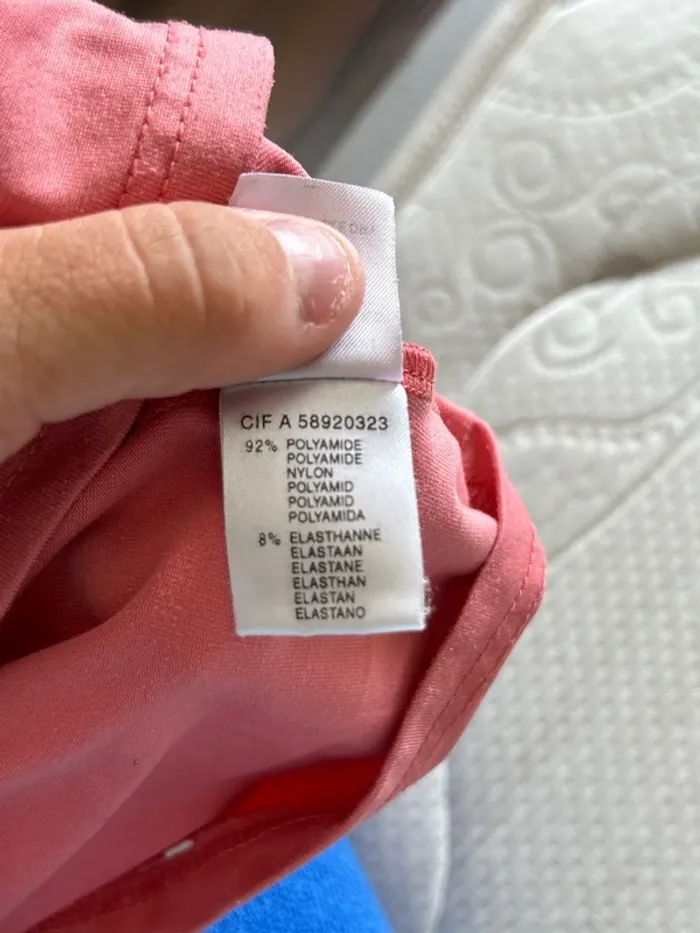 CIF A 58920323
92% POLYAMIDE
POLYAMIDE
NYLON
POLYAMID
POLYAMID
POLYAMIDA
8% ELASTHANNE
ELASTAAN
ELASTANE
ELASTHAN
ELASTAN
ELASTANO